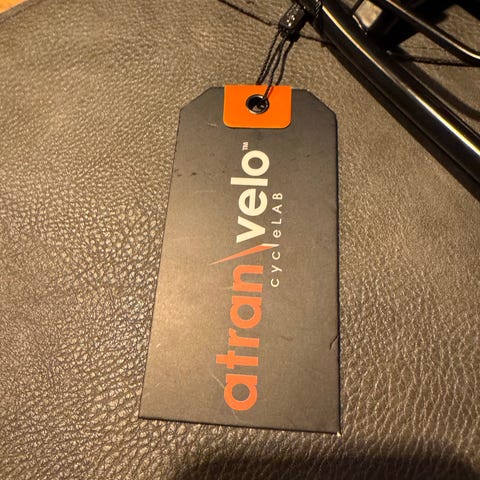 atran velo™
cycleLAB